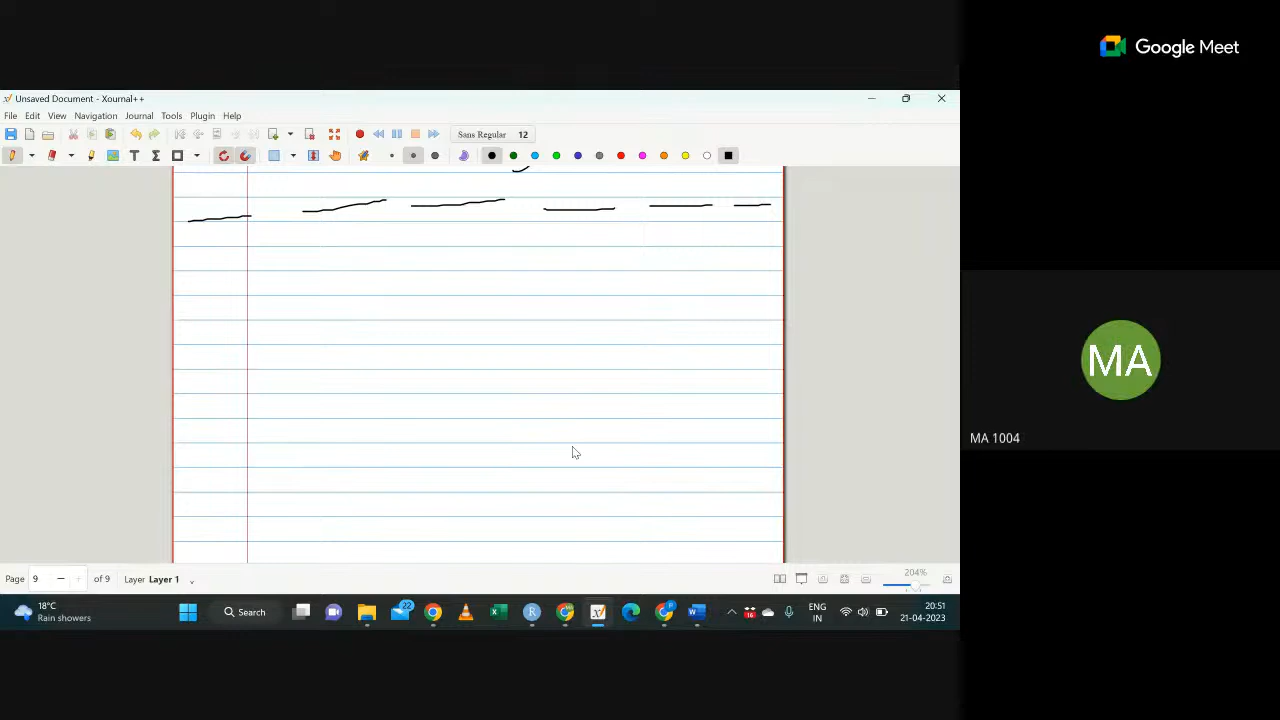 Google Meet
Unsaved Document - Xournal++
File Edit View Navigation Journal Tools Plugin Help
Sans Regular 12
MA
MA 1004
Page 9 of 9 Layer Layer 1
204%
18°C
Rain showers
Search
22
16
ENG
IN
20:51
21-04-2023